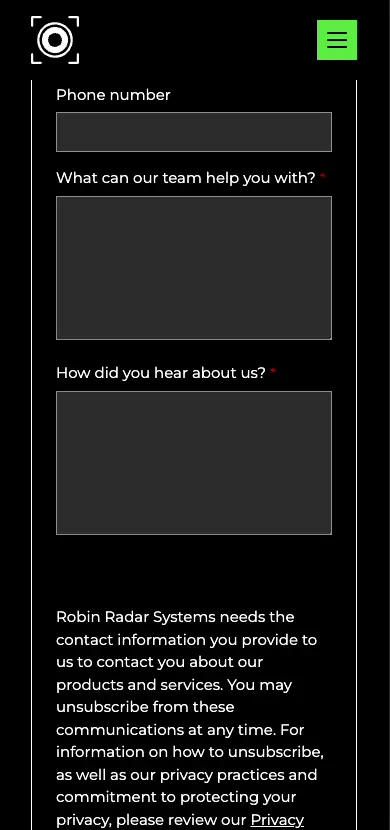 Phone number
What can our team help you with? *
How did you hear about us? *
Robin Radar Systems needs the
contact information you provide to
us to contact you about our
products and services. You may
unsubscribe from these
communications at any time. For
information on how to unsubscribe,
as well as our privacy practices and
commitment to protecting your
privacy, please review our Privacy